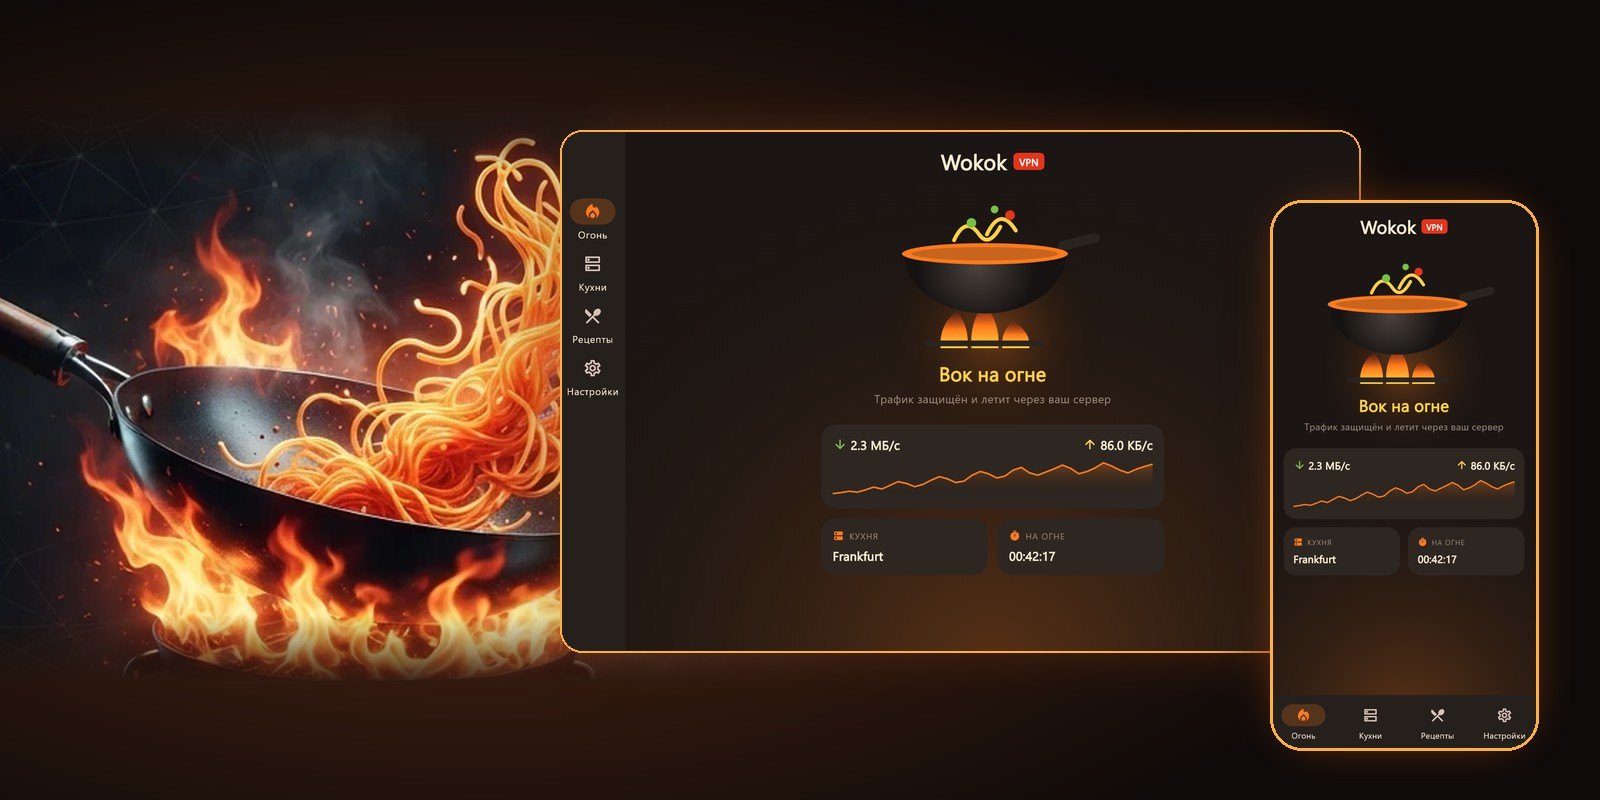 Wokok VPN
Огонь
Кухни
Рецепты
Настройки
Вок на огне
Трафик защищён и летит через ваш сервер
2.3 МБ/с
86.0 КБ/с
КУХНЯ
Frankfurt
НА ОГНЕ
00:42:17
Wokok VPN
Вок на огне
Трафик защищён и летит через ваш сервер
2.3 МБ/с
86.0 КБ/с
КУХНЯ
Frankfurt
НА ОГНЕ
00:42:17
Огонь
Кухни
Рецепты
Настройки